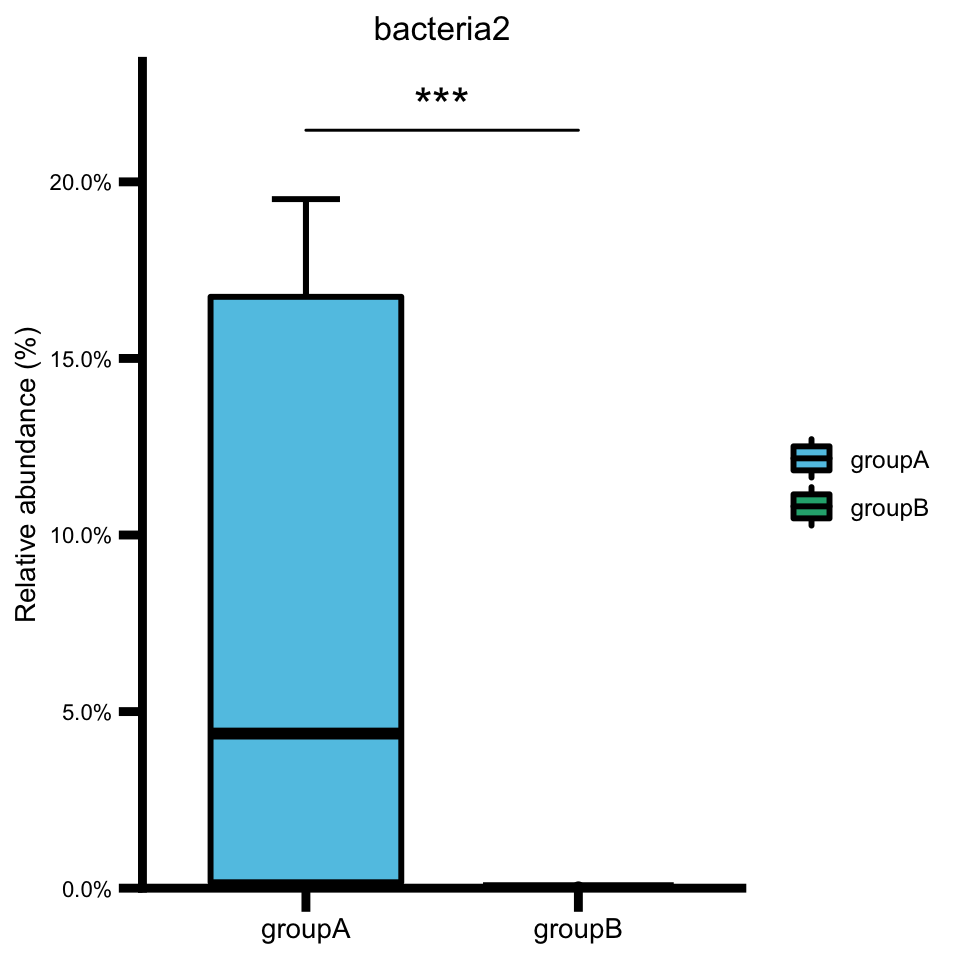 bacteria2
***
20.0%
15.0%
10.0%
5.0%
0.0%
Relative abundance (%)
groupA
groupB
groupA
groupB